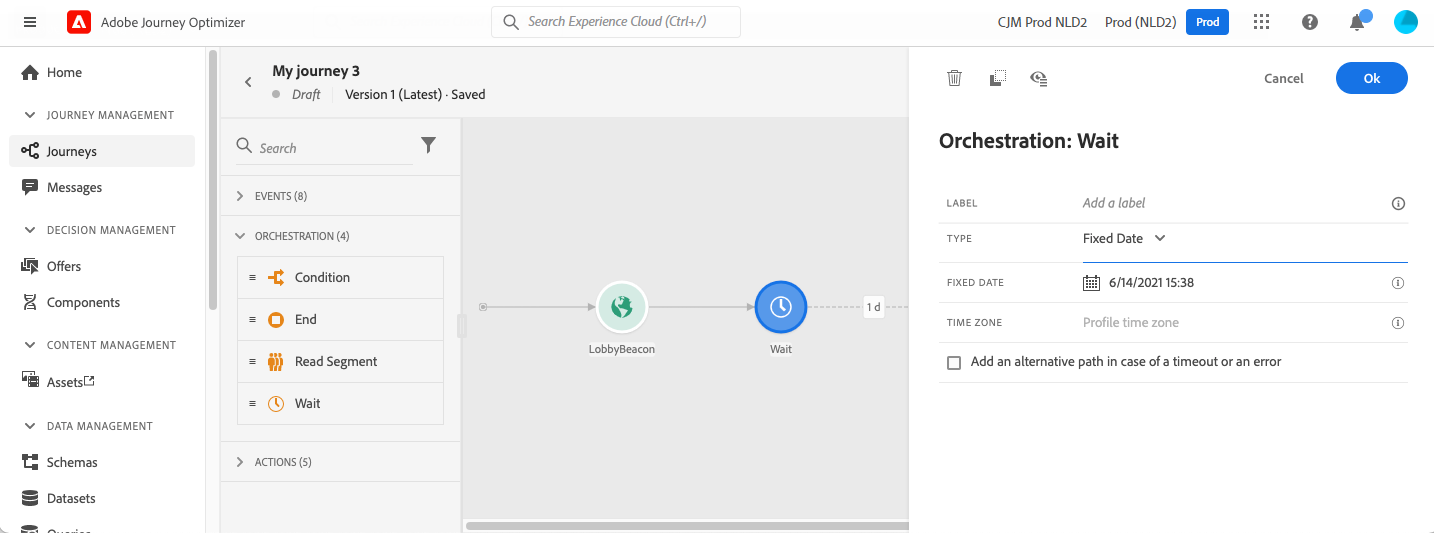 Adobe Journey Optimizer
Search Experience Cloud (Ctrl+/)
CJM Prod NLD2
Prod (NLD2)
Prod
Home
JOURNEY MANAGEMENT
Journeys
Messages
DECISION MANAGEMENT
Offers
Components
CONTENT MANAGEMENT
Assets
DATA MANAGEMENT
Schemas
Datasets
Queries
My journey 3
Draft
Version 1 (Latest) · Saved
Search
EVENTS (8)
ORCHESTRATION (4)
Condition
End
Read Segment
Wait
ACTIONS (5)
LobbyBeacon
Wait
1 d
Cancel
Ok
Orchestration: Wait
LABEL
Add a label
TYPE
Fixed Date
FIXED DATE
6/14/2021 15:38
TIME ZONE
Profile time zone
Add an alternative path in case of a timeout or an error